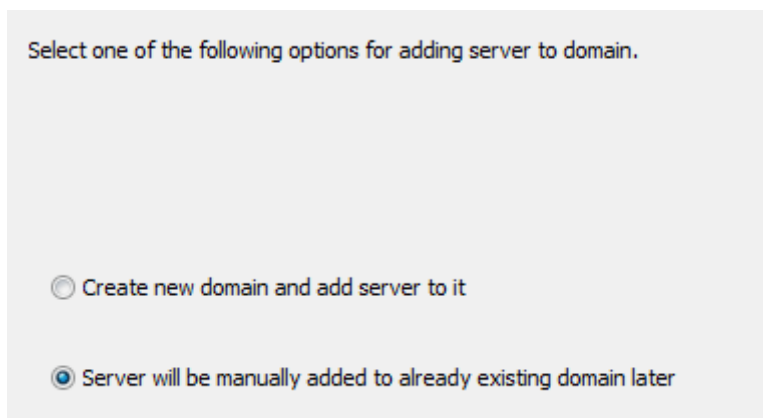 Select one of the following options for adding server to domain.
Create new domain and add server to it
Server will be manually added to already existing domain later